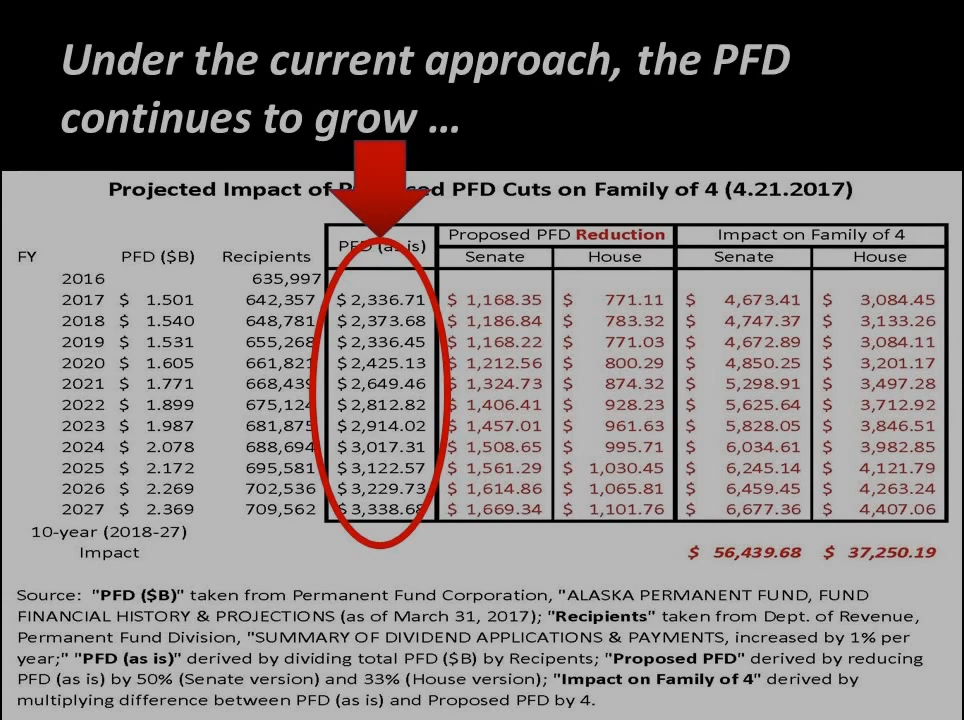 Under the current approach, the PFD
continues to grow …
Projected Impact of P sed PFD Cuts on Family of 4 (4.21.2017)
Proposed PFD Reduction Impact on Family of 4
FY PFD ($B) Recipients PFD (as is) Senate House Senate House
2016 635,997
2017 $ 1.501 642,357 $ 2,336.71 $ 1,168.35 $ 771.11 $ 4,673.41 $ 3,084.45
2018 $ 1.540 648,781 $ 2,373.68 $ 1,186.84 $ 783.32 $ 4,747.37 $ 3,133.26
2019 $ 1.531 655,268 $ 2,336.45 $ 1,168.22 $ 771.03 $ 4,672.89 $ 3,084.11
2020 $ 1.605 661,821 $ 2,425.13 $ 1,212.56 $ 800.29 $ 4,850.25 $ 3,201.17
2021 $ 1.771 668,439 $ 2,649.46 $ 1,324.73 $ 874.32 $ 5,298.91 $ 3,497.28
2022 $ 1.899 675,124 $ 2,812.82 $ 1,406.41 $ 928.23 $ 5,625.64 $ 3,712.92
2023 $ 1.987 681,875 $ 2,914.02 $ 1,457.01 $ 961.63 $ 5,828.05 $ 3,846.51
2024 $ 2.078 688,694 $ 3,017.31 $ 1,508.65 $ 995.71 $ 6,034.61 $ 3,982.85
2025 $ 2.172 695,581 $ 3,122.57 $ 1,561.29 $ 1,030.45 $ 6,245.14 $ 4,121.79
2026 $ 2.269 702,536 $ 3,229.73 $ 1,614.86 $ 1,065.81 $ 6,459.45 $ 4,263.24
2027 $ 2.369 709,562 $ 3,338.68 $ 1,669.34 $ 1,101.76 $ 6,677.36 $ 4,407.06
10-year (2018-27)
Impact $ 56,439.68 $ 37,250.19
Source: "PFD ($B)" taken from Permanent Fund Corporation, "ALASKA PERMANENT FUND, FUND
FINANCIAL HISTORY & PROJECTIONS (as of March 31, 2017); "Recipients" taken from Dept. of Revenue,
Permanent Fund Division, "SUMMARY OF DIVIDEND APPLICATIONS & PAYMENTS, increased by 1% per
year;" "PFD (as is)" derived by dividing total PFD ($B) by Recipents; "Proposed PFD" derived by reducing
PFD (as is) by 50% (Senate version) and 33% (House version); "Impact on Family of 4" derived by
multiplying difference between PFD (as is) and Proposed PFD by 4.